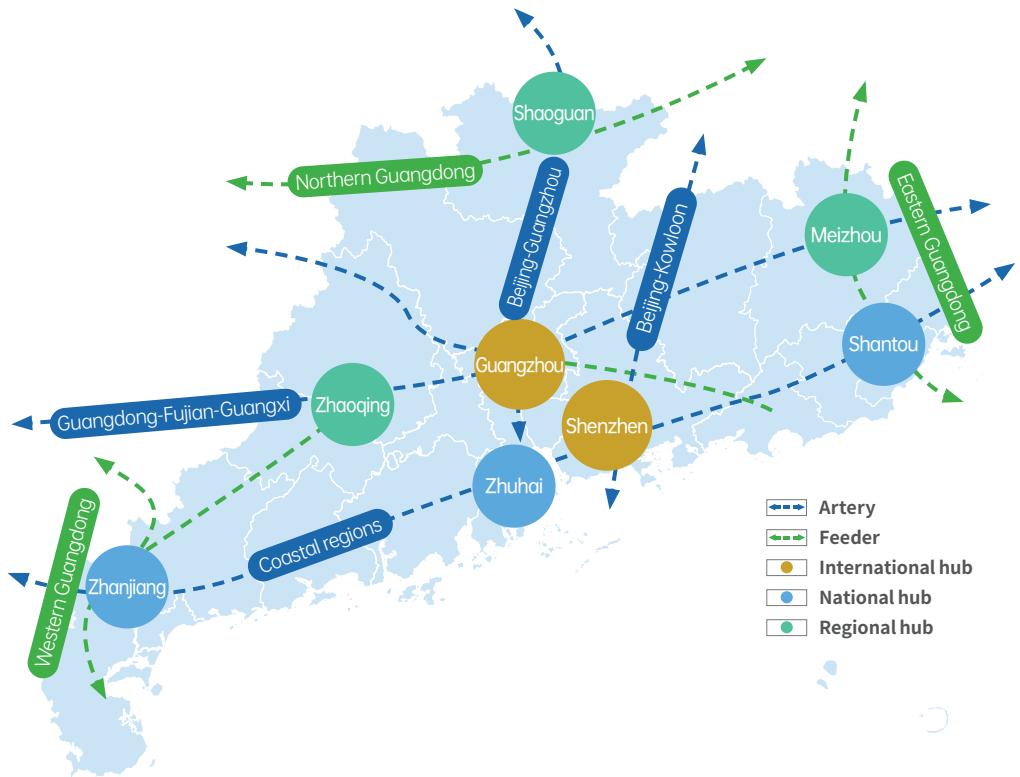 Shaoguan
Northern Guangdong
Beijing-Guangzhou
Beijing-Kowloon
Meizhou
Eastern Guangdong
Guangzhou
Shantou
Guangdong-Fujian-Guangxi
Zhaoqing
Shenzhen
Zhuhai
Coastal regions
Western Guangdong
Zhanjiang
Artery
Feeder
International hub
National hub
Regional hub